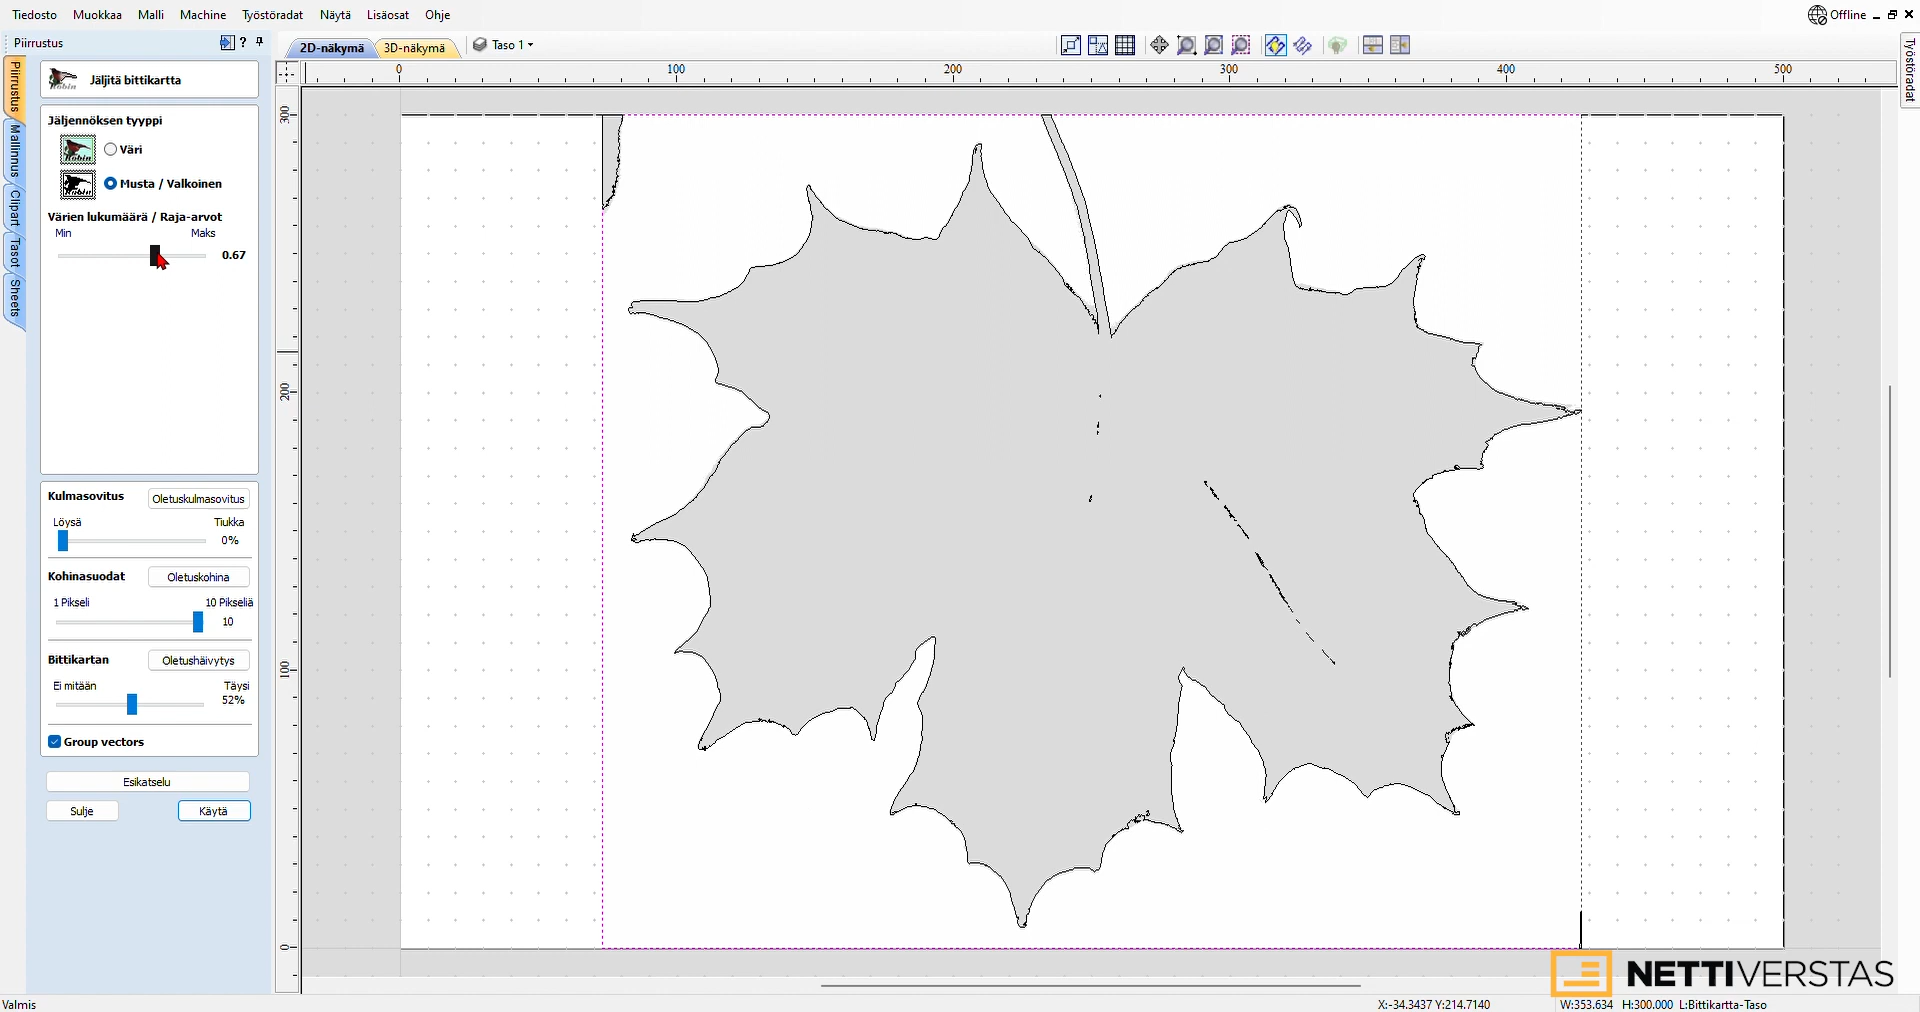 Tiedosto Muokkaa Malli Machine Työstöradat Näytä Lisäosat Ohje Offline
Piirrustus ?
2D-näkymä 3D-näkymä Taso 1
Työstöradat
Piirrustus
Mallinnus
Clipart
Tasot
Sheets
Jäljitä bittikartta
Jäljennöksen tyyppi
Väri
Musta / Valkoinen
Värien lukumäärä / Raja-arvot
Min Maks
0.67
Kulmasovitus Oletuskulmasovitus
Löysä Tiukka
0%
Kohinasuodat Oletuskohina
1 Pikseli 10 Pikseliä
10
Bittikartan Oletushäivytys
Ei mitään Täysi
52%
Group vectors
Esikatselu
Sulje Käytä
0 100 200 300 400 500
300
200
100
0
NETTIVERSTAS
Valmis X:-34.3437 Y:214.7140 W:353.634 H:300.000 L:Bittikartta-Taso